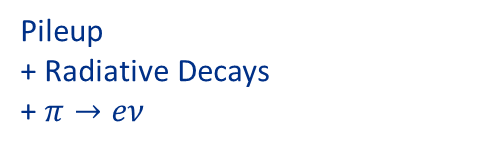 Pileup
+ Radiative Decays
+ π → eν